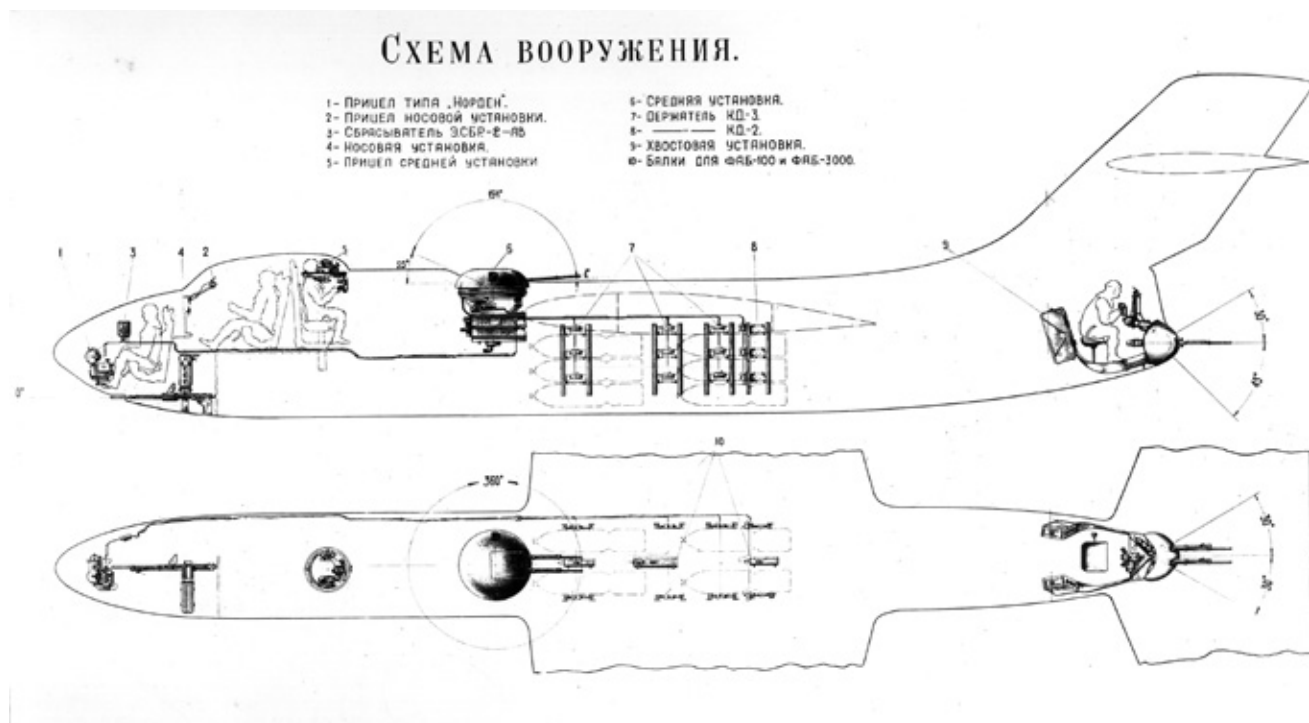 Схема вооружения.
1- Прицел типа „Норден".
2- Прицел носовой установки.
3- Сбрасыватель ЭСБР-2-АВ
4- Носовая установка.
5- Прицел средней установки
6- Средняя установка.
7- Держатель КД-3.
8- —— КД-2.
9- Хвостовая установка.
10- Балки для ФАБ-100 и ФАБ-3000.
1
3
4
2
5
6
7
8
9
10
360°